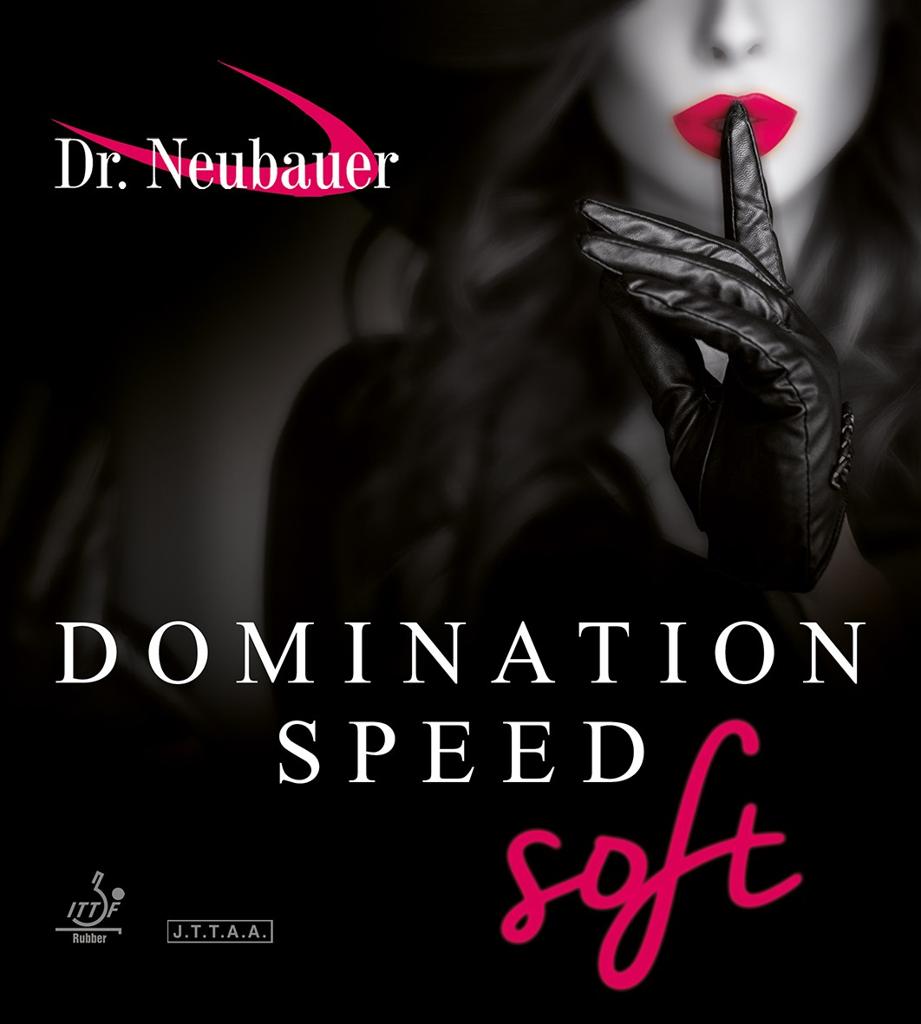 Dr. Neubauer
DOMINATION
SPEED
soft
ITTF
Rubber
J.T.T.A.A.